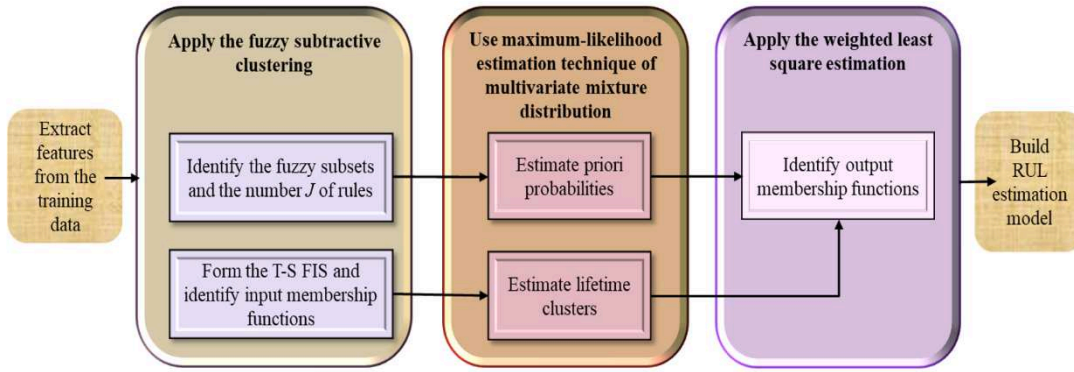 Extract
features
from the
training
data
Apply the fuzzy subtractive
clustering
Identify the fuzzy subsets
and the number J of rules
Form the T-S FIS and
identify input membership
functions
Use maximum-likelihood
estimation technique of
multivariate mixture
distribution
Estimate priori
probabilities
Estimate lifetime
clusters
Apply the weighted least
square estimation
Identify output
membership functions
Build
RUL
estimation
model